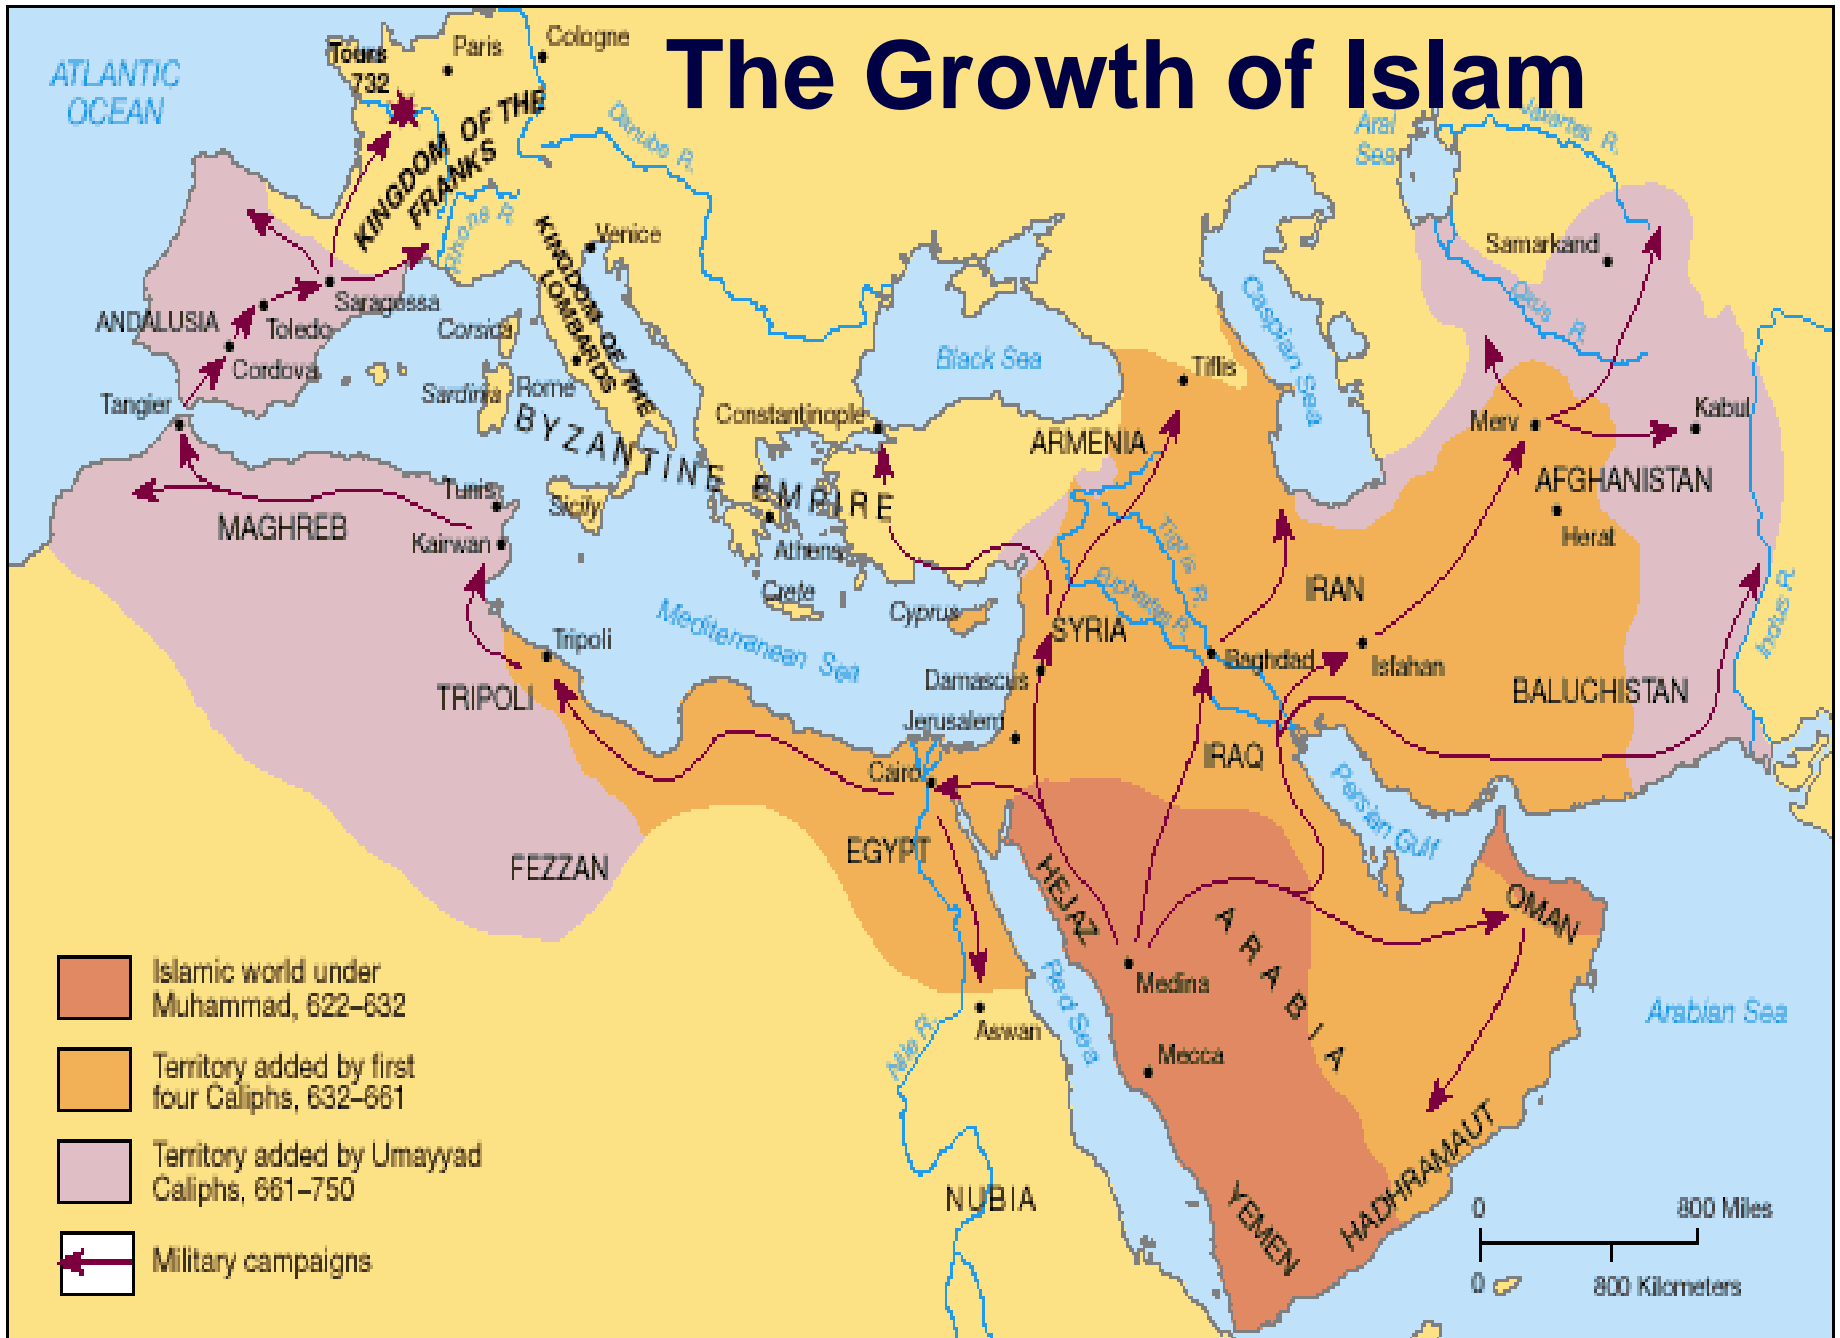 The Growth of Islam
ATLANTIC
OCEAN
Tours
732
Paris
Cologne
KINGDOM OF THE
FRANKS
Danube R.
Rhone R.
Venice
KINGDOM OF THE
LOMBARDS
Aral
Sea
Jaxartes R.
Samarkand
Oxus R.
Caspian Sea
Black Sea
Tiflis
ANDALUSIA
Saragossa
Toledo
Cordova
Corsica
Sardinia
Rome
Tangier
BYZANTINE EMPIRE
Constantinople
ARMENIA
Merv
Kabul
AFGHANISTAN
Herat
MAGHREB
Tunis
Kairwan
Sicily
Athens
Crete
Cyprus
Mediterranean Sea
Tigris R.
Euphrates R.
SYRIA
IRAN
Indus R.
Tripoli
TRIPOLI
Damascus
Baghdad
Isfahan
BALUCHISTAN
Jerusalem
IRAQ
Cairo
Persian Gulf
EGYPT
FEZZAN
HEJAZ
ARABIA
OMAN
Medina
Red Sea
Mecca
Aswan
Nile R.
Arabian Sea
NUBIA
YEMEN
HADHRAMAUT
Islamic world under
Muhammad, 622–632
Territory added by first
four Caliphs, 632–661
Territory added by Umayyad
Caliphs, 661–750
Military campaigns
0 800 Miles
0 800 Kilometers